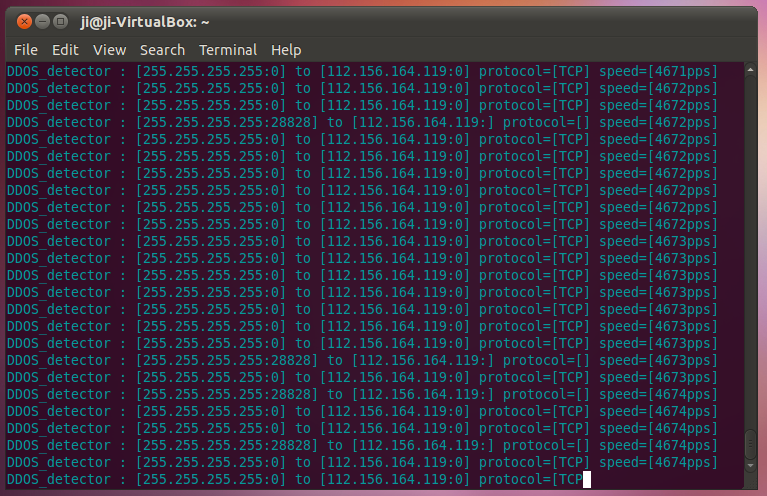 ji@ji-VirtualBox: ~
File Edit View Search Terminal Help
DDOS_detector : [255.255.255.255:0] to [112.156.164.119:0] protocol=[TCP] speed=[4671pps]
DDOS_detector : [255.255.255.255:0] to [112.156.164.119:0] protocol=[TCP] speed=[4672pps]
DDOS_detector : [255.255.255.255:0] to [112.156.164.119:0] protocol=[TCP] speed=[4672pps]
DDOS_detector : [255.255.255.255:28828] to [112.156.164.119:] protocol=[] speed=[4672pps]
DDOS_detector : [255.255.255.255:0] to [112.156.164.119:0] protocol=[TCP] speed=[4672pps]
DDOS_detector : [255.255.255.255:0] to [112.156.164.119:0] protocol=[TCP] speed=[4672pps]
DDOS_detector : [255.255.255.255:0] to [112.156.164.119:0] protocol=[TCP] speed=[4672pps]
DDOS_detector : [255.255.255.255:0] to [112.156.164.119:0] protocol=[TCP] speed=[4672pps]
DDOS_detector : [255.255.255.255:0] to [112.156.164.119:0] protocol=[TCP] speed=[4672pps]
DDOS_detector : [255.255.255.255:0] to [112.156.164.119:0] protocol=[TCP] speed=[4672pps]
DDOS_detector : [255.255.255.255:0] to [112.156.164.119:0] protocol=[TCP] speed=[4673pps]
DDOS_detector : [255.255.255.255:0] to [112.156.164.119:0] protocol=[TCP] speed=[4673pps]
DDOS_detector : [255.255.255.255:0] to [112.156.164.119:0] protocol=[TCP] speed=[4673pps]
DDOS_detector : [255.255.255.255:0] to [112.156.164.119:0] protocol=[TCP] speed=[4673pps]
DDOS_detector : [255.255.255.255:0] to [112.156.164.119:0] protocol=[TCP] speed=[4673pps]
DDOS_detector : [255.255.255.255:0] to [112.156.164.119:0] protocol=[TCP] speed=[4673pps]
DDOS_detector : [255.255.255.255:0] to [112.156.164.119:0] protocol=[TCP] speed=[4673pps]
DDOS_detector : [255.255.255.255:28828] to [112.156.164.119:] protocol=[] speed=[4673pps]
DDOS_detector : [255.255.255.255:0] to [112.156.164.119:0] protocol=[TCP] speed=[4673pps]
DDOS_detector : [255.255.255.255:28828] to [112.156.164.119:] protocol=[] speed=[4674pps]
DDOS_detector : [255.255.255.255:0] to [112.156.164.119:0] protocol=[TCP] speed=[4674pps]
DDOS_detector : [255.255.255.255:0] to [112.156.164.119:0] protocol=[TCP] speed=[4674pps]
DDOS_detector : [255.255.255.255:28828] to [112.156.164.119:] protocol=[] speed=[4674pps]
DDOS_detector : [255.255.255.255:0] to [112.156.164.119:0] protocol=[TCP] speed=[4674pps]
DDOS_detector : [255.255.255.255:0] to [112.156.164.119:0] protocol=[TCP